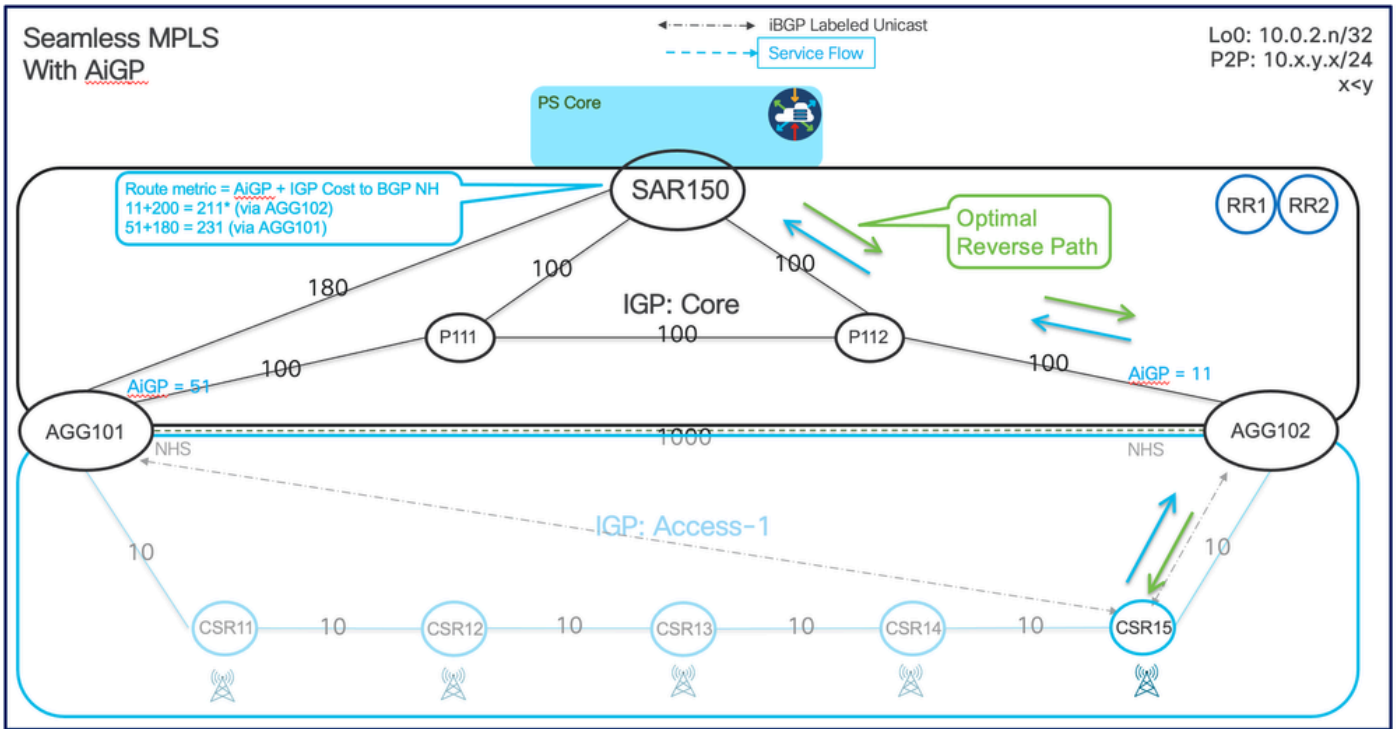 Seamless MPLS
With AiGP
iBGP Labeled Unicast
Service Flow
Lo0: 10.0.2.n/32
P2P: 10.x.y.x/24
x<y
PS Core
Route metric = AiGP + IGP Cost to BGP NH
11+200 = 211* (via AGG102)
51+180 = 231 (via AGG101)
SAR150
RR1
RR2
Optimal
Reverse Path
180
100
100
IGP: Core
P111
100
P112
100
100
AiGP = 51
AiGP = 11
AGG101
1000
AGG102
NHS
NHS
IGP: Access-1
10
10
CSR11
10
CSR12
10
CSR13
10
CSR14
10
CSR15